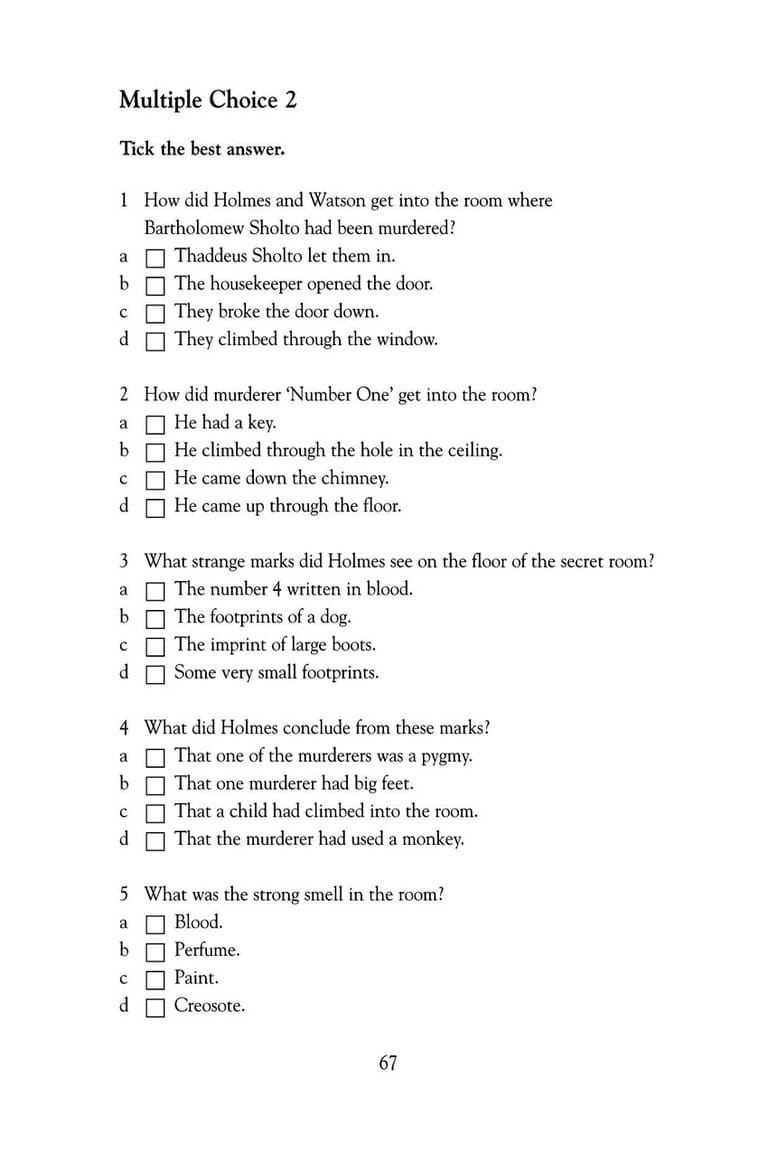 Multiple Choice 2
Tick the best answer.
1 How did Holmes and Watson get into the room where
Bartholomew Sholto had been murdered?
a Thaddeus Sholto let them in.
b The housekeeper opened the door.
c They broke the door down.
d They climbed through the window.
2 How did murderer ‘Number One’ get into the room?
a He had a key.
b He climbed through the hole in the ceiling.
c He came down the chimney.
d He came up through the floor.
3 What strange marks did Holmes see on the floor of the secret room?
a The number 4 written in blood.
b The footprints of a dog.
c The imprint of large boots.
d Some very small footprints.
4 What did Holmes conclude from these marks?
a That one of the murderers was a pygmy.
b That one murderer had big feet.
c That a child had climbed into the room.
d That the murderer had used a monkey.
5 What was the strong smell in the room?
a Blood.
b Perfume.
c Paint.
d Creosote.
67